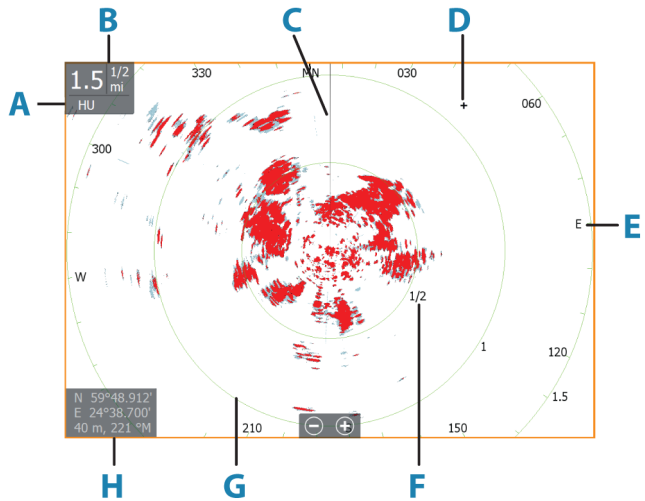 B
C
D
A
1.5 1/2 mi
HU
330
MN
030
060
300
E
E
W
1/2
1
120
1.5
N 59°48.912'
E 24°38.700'
40 m, 221 °M
210
150
H
G
F